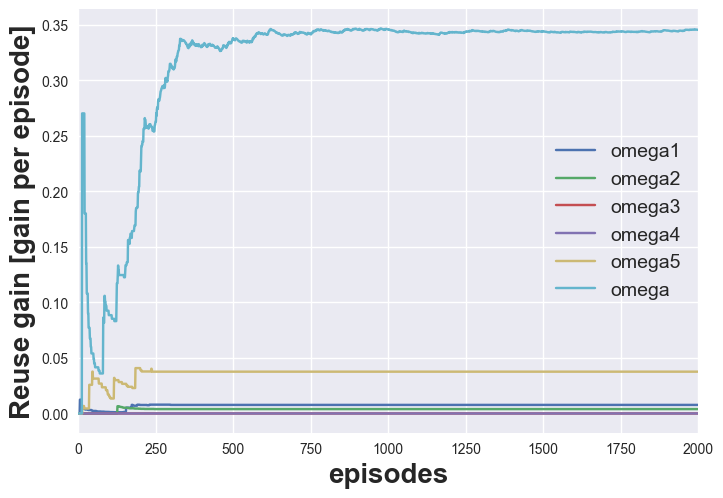 Reuse gain [gain per episode]
0.35
0.30
0.25
0.20
0.15
0.10
0.05
0.00
omega1
omega2
omega3
omega4
omega5
omega
0 250 500 750 1000 1250 1500 1750 2000
episodes